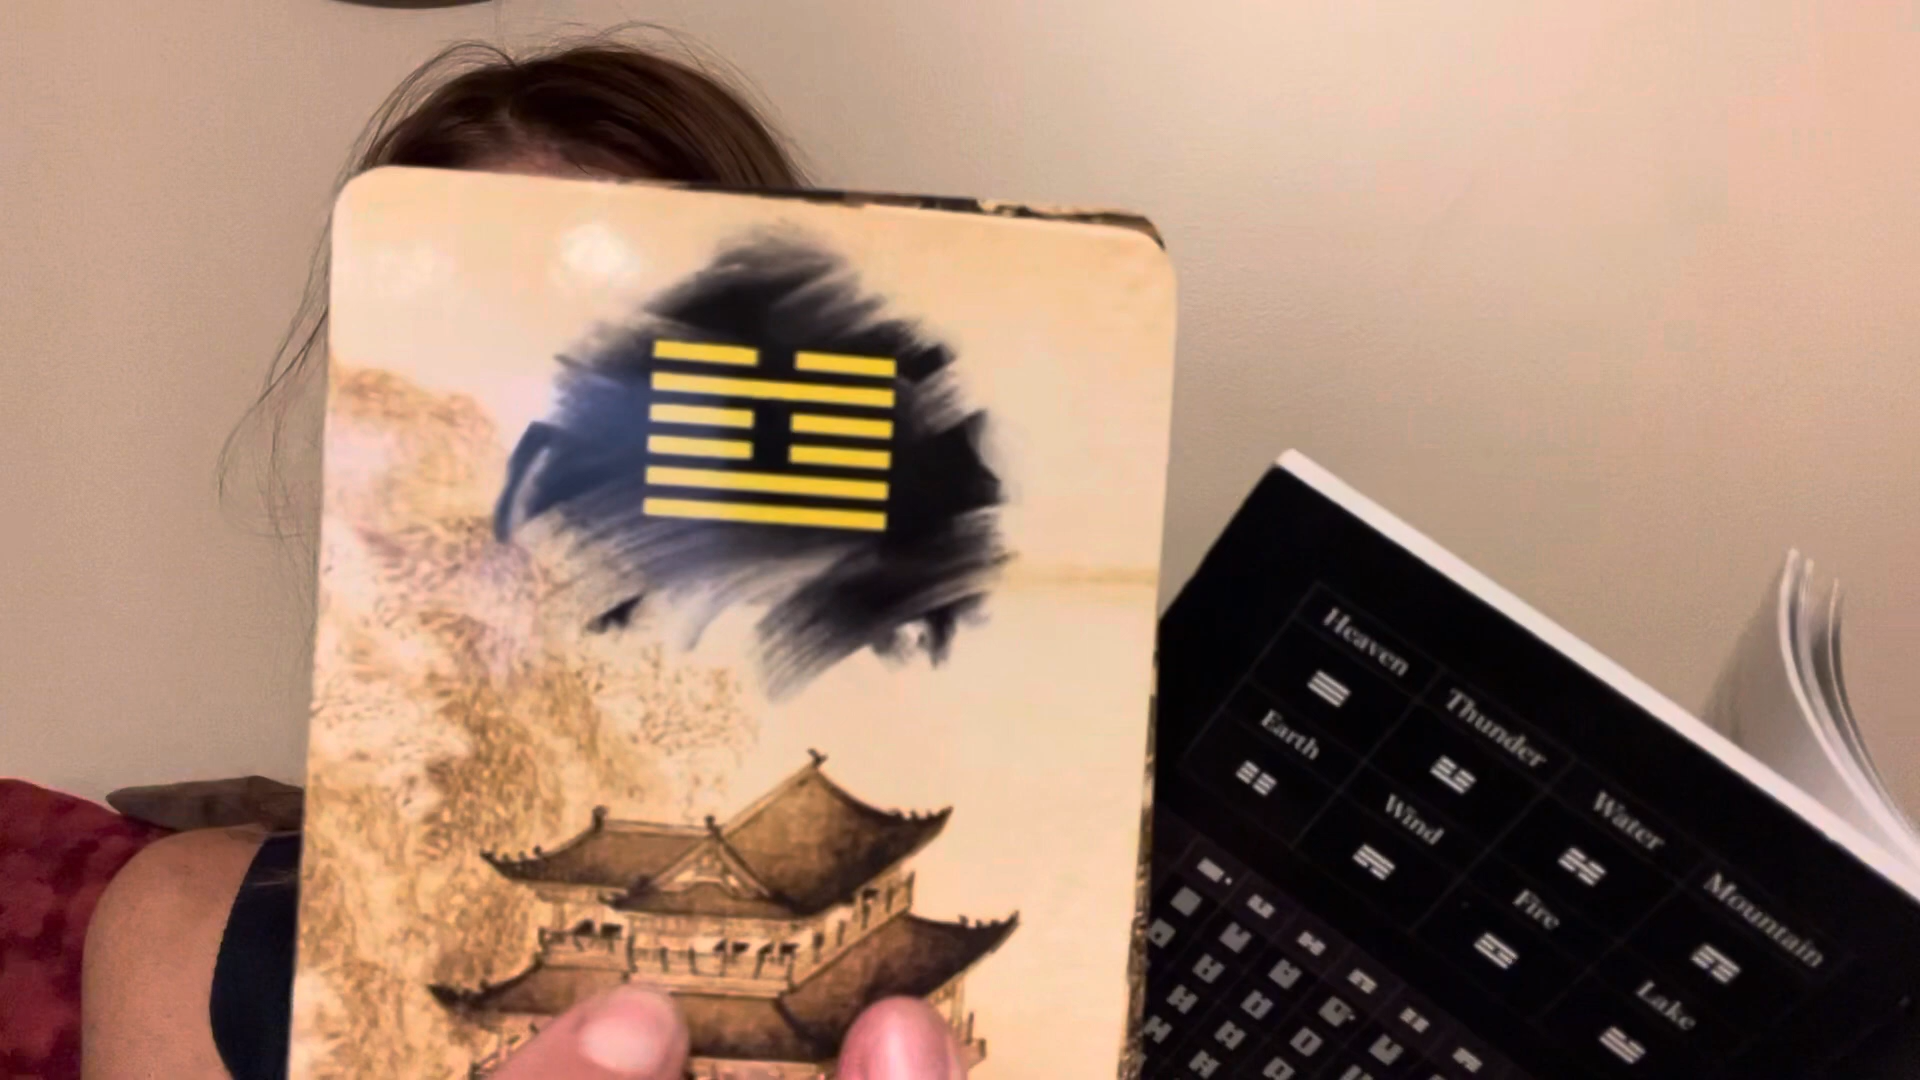 Heaven
Thunder
Water
Mountain
Earth
Wind
Fire
Lake